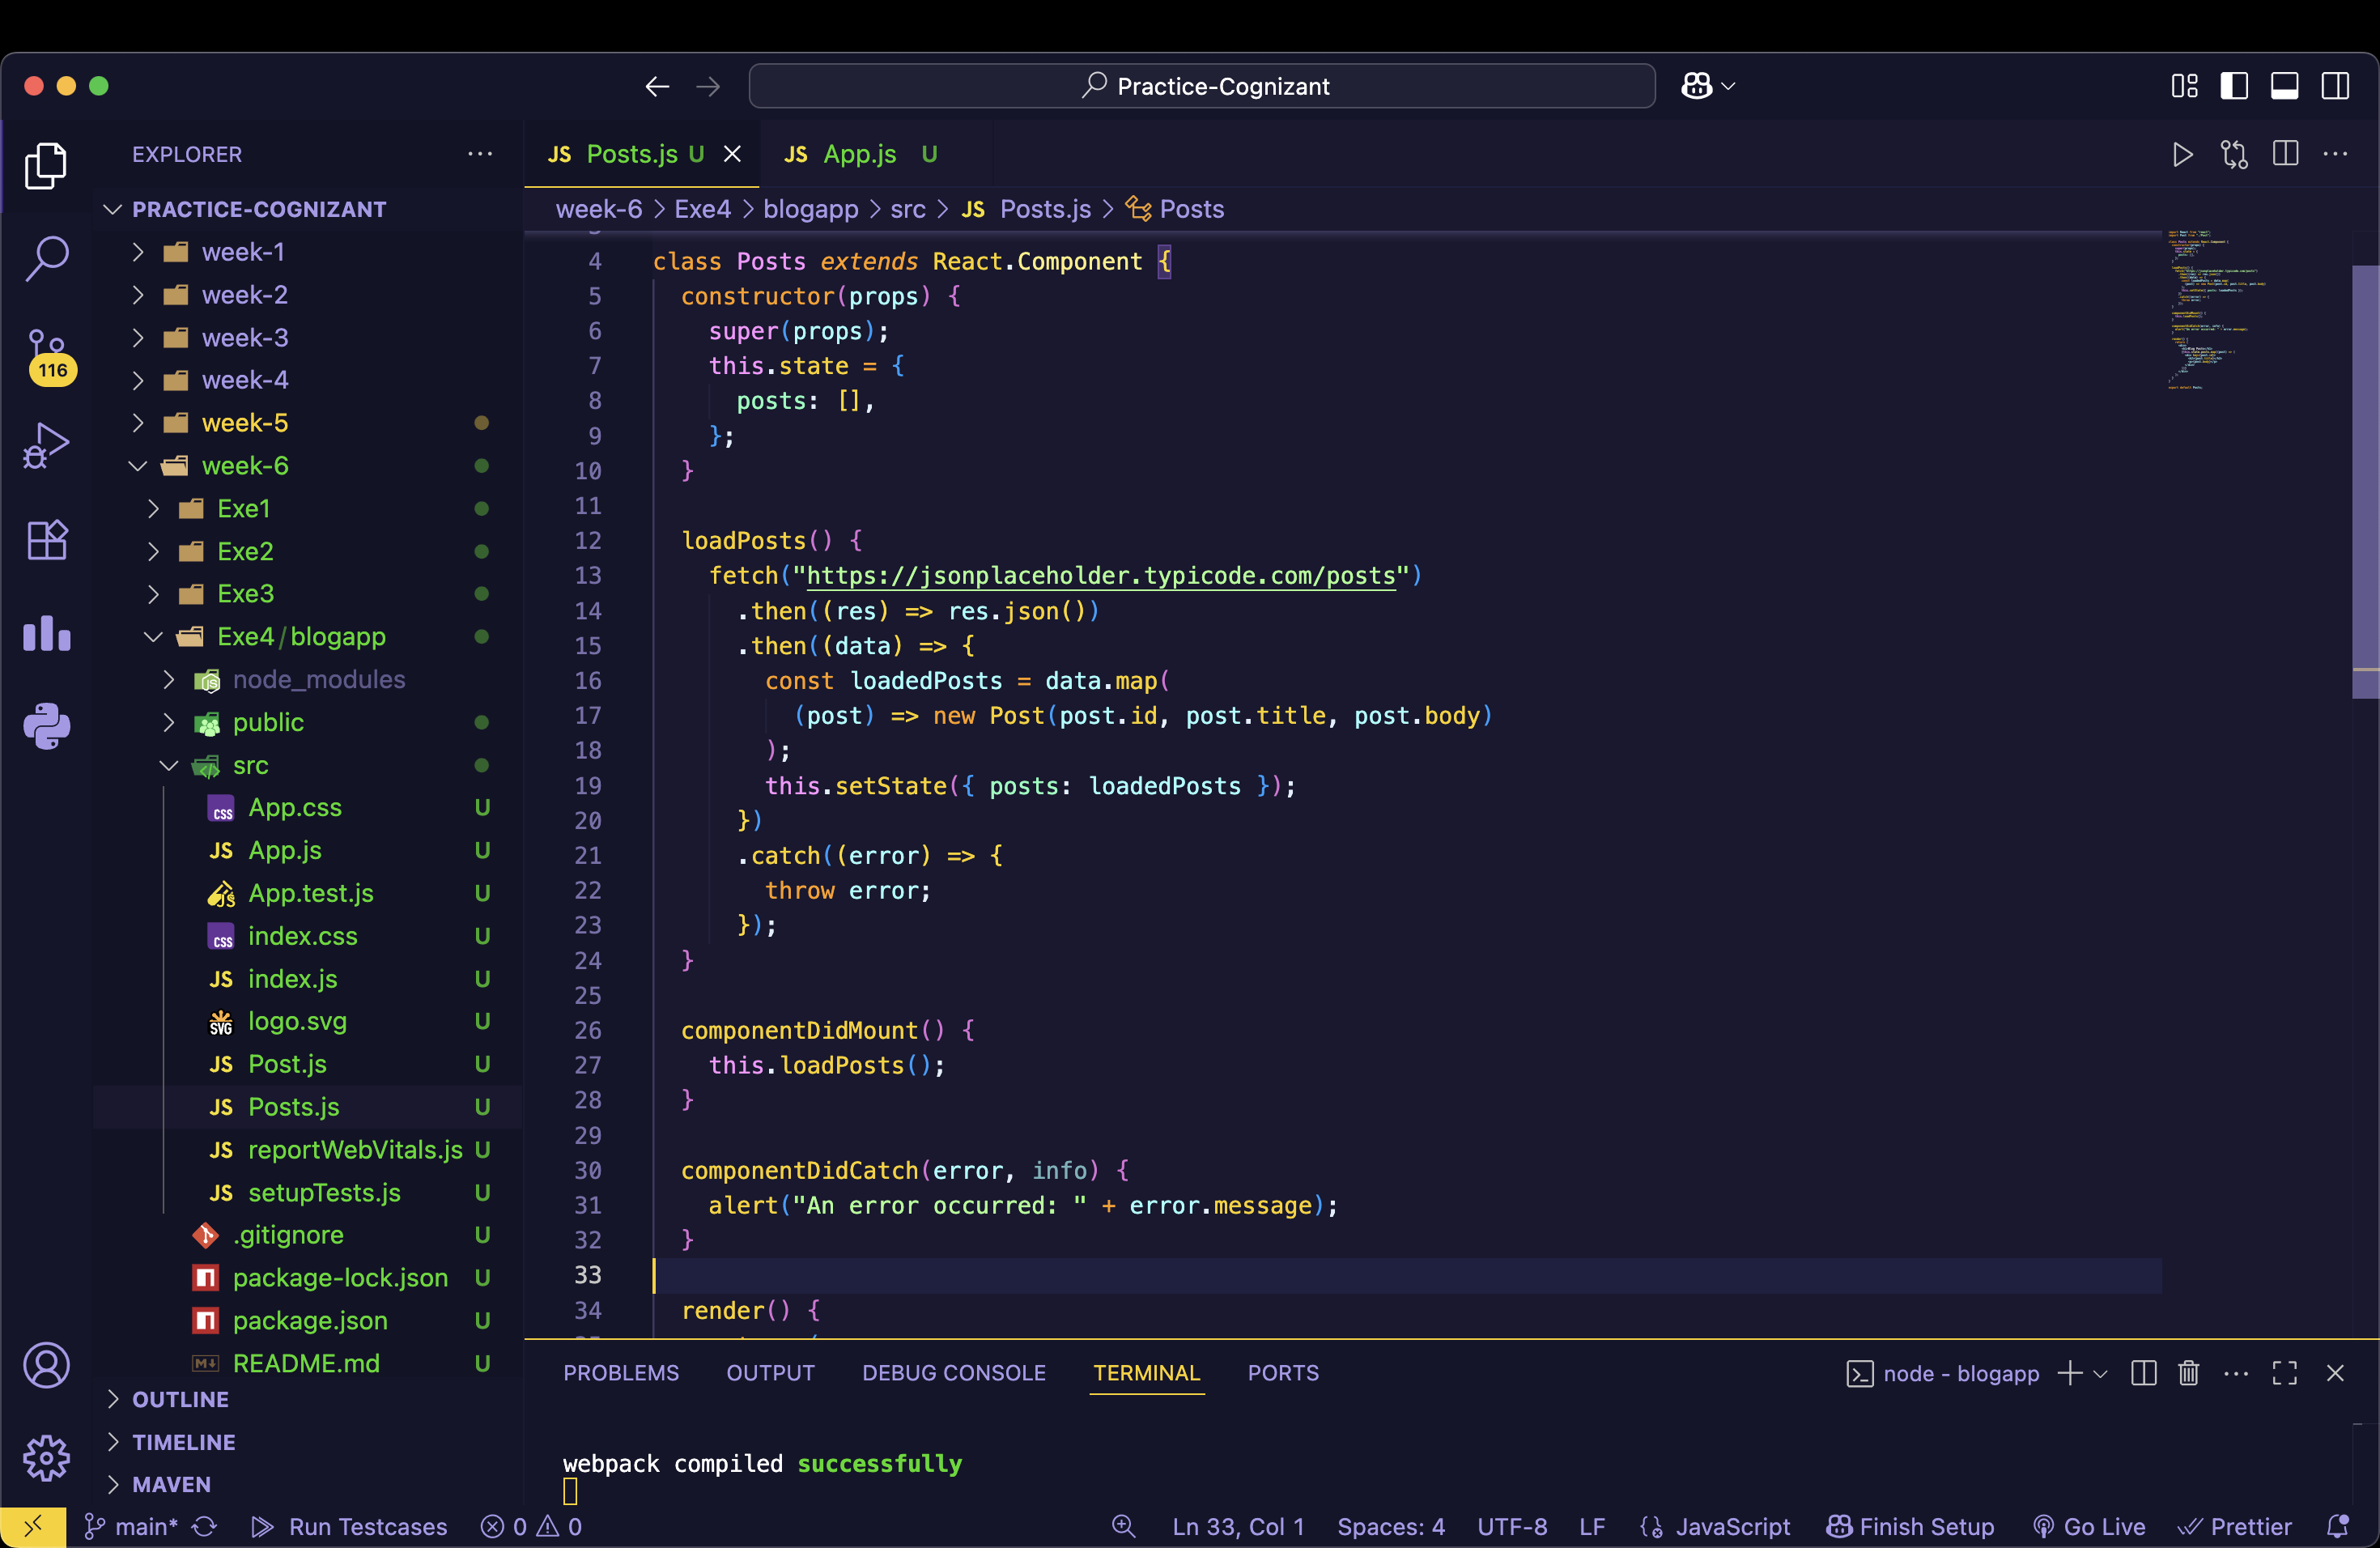 Practice-Cognizant
EXPLORER
PRACTICE-COGNIZANT
week-1
week-2
week-3
week-4
week-5
week-6
Exe1
Exe2
Exe3
Exe4/blogapp
node_modules
public
src
App.css U
App.js U
App.test.js U
index.css U
index.js U
logo.svg U
Post.js U
Posts.js U
reportWebVitals.js U
setupTests.js U
.gitignore U
package-lock.json U
package.json U
README.md U
OUTLINE
TIMELINE
MAVEN
116
JS Posts.js U
JS App.js U
week-6 > Exe4 > blogapp > src > JS Posts.js > Posts
4 class Posts extends React.Component {
5 constructor(props) {
6 super(props);
7 this.state = {
8 posts: [],
9 };
10 }
11
12 loadPosts() {
13 fetch("https://jsonplaceholder.typicode.com/posts")
14 .then((res) => res.json())
15 .then((data) => {
16 const loadedPosts = data.map(
17 (post) => new Post(post.id, post.title, post.body)
18 );
19 this.setState({ posts: loadedPosts });
20 })
21 .catch((error) => {
22 throw error;
23 });
24 }
25
26 componentDidMount() {
27 this.loadPosts();
28 }
29
30 componentDidCatch(error, info) {
31 alert("An error occurred: " + error.message);
32 }
33
34 render() {
PROBLEMS OUTPUT DEBUG CONSOLE TERMINAL PORTS
node - blogapp
webpack compiled successfully
main* Run Testcases 0 0
Ln 33, Col 1 Spaces: 4 UTF-8 LF JavaScript Finish Setup Go Live Prettier